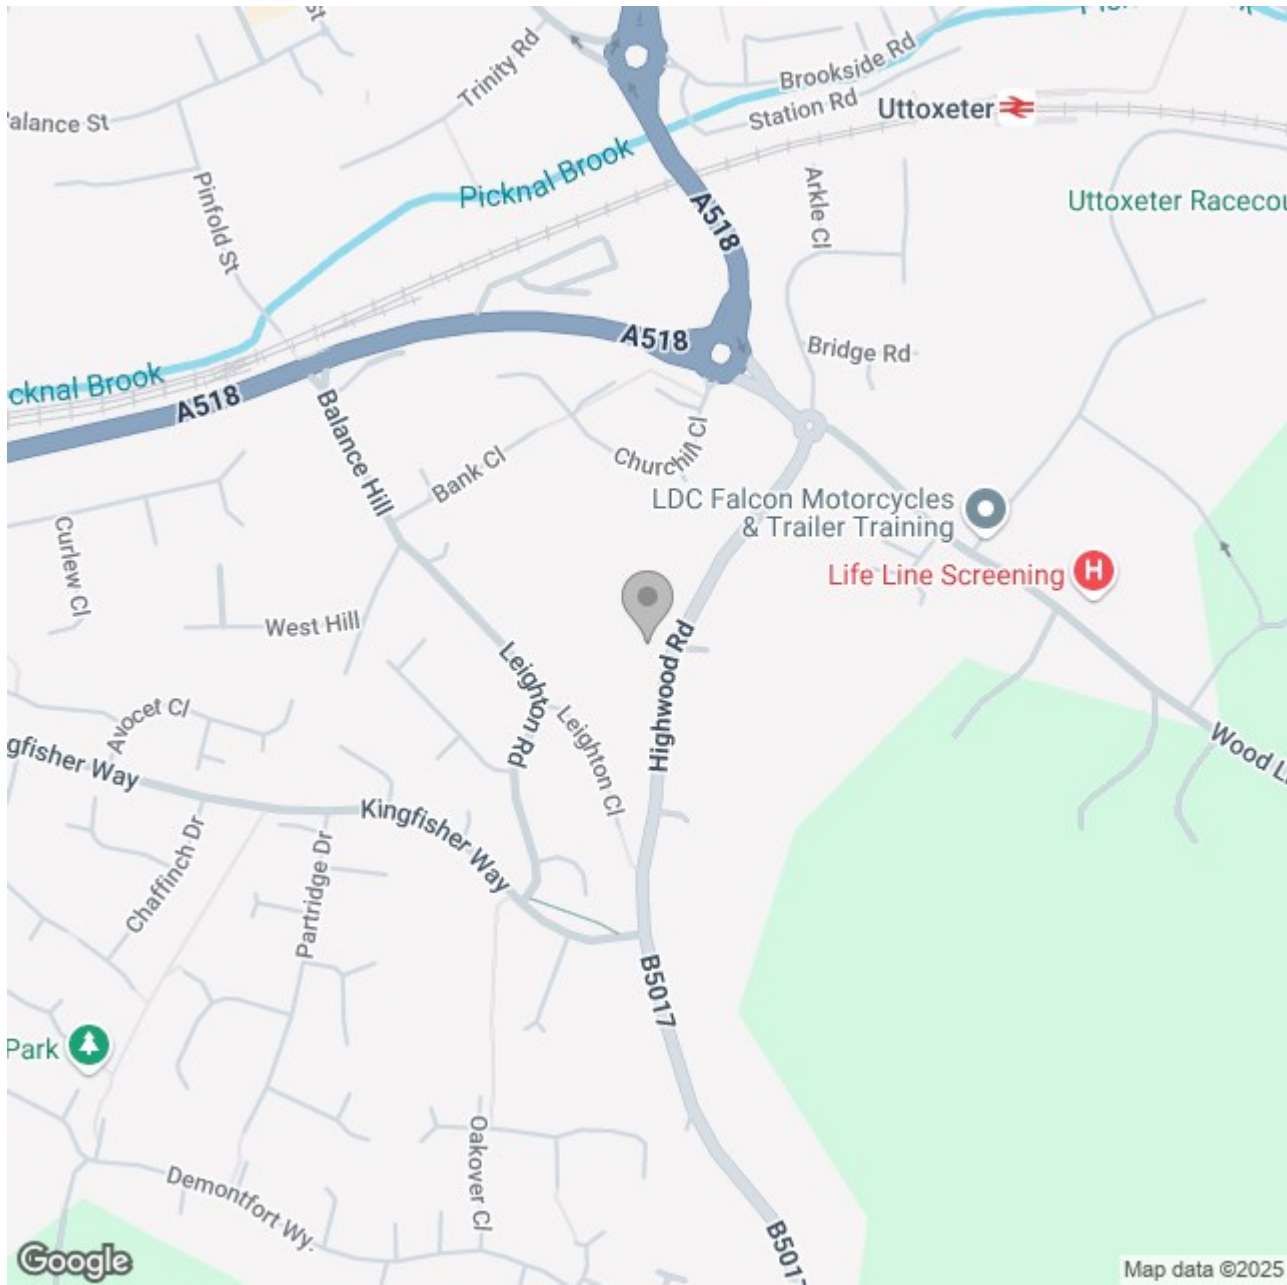 St
Trinity Rd
Brookside Rd
Station Rd
Uttoxeter
alance St
Picknal Brook
Pinfold St
Arkle Cl
Uttoxeter Racecou
A518
A518
Bridge Rd
cknal Brook
A518
Balance Hill
Churchill Cl
Bank Cl
LDC Falcon Motorcycles
& Trailer Training
Curlew Cl
Life Line Screening
H
West Hill
Highwood Rd
Leighton Rd
Leighton Cl
Avocet Cl
gfisher Way
Wood L
Kingfisher Way
Chaffinch Dr
Partridge Dr
B5017
Park
Oakover Cl
Demontfort Wy.
B5017
Google
Map data ©2025